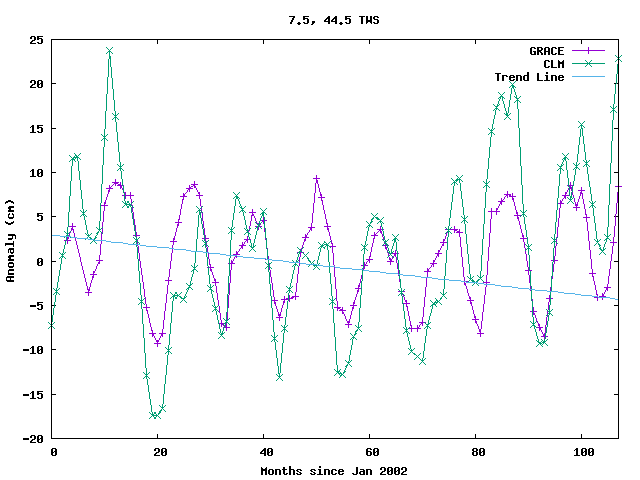 7.5, 44.5 TWS
GRACE
CLM
Trend Line
25
20
15
10
5
0
-5
-10
-15
-20
Anomaly (cm)
0 20 40 60 80 100
Months since Jan 2002